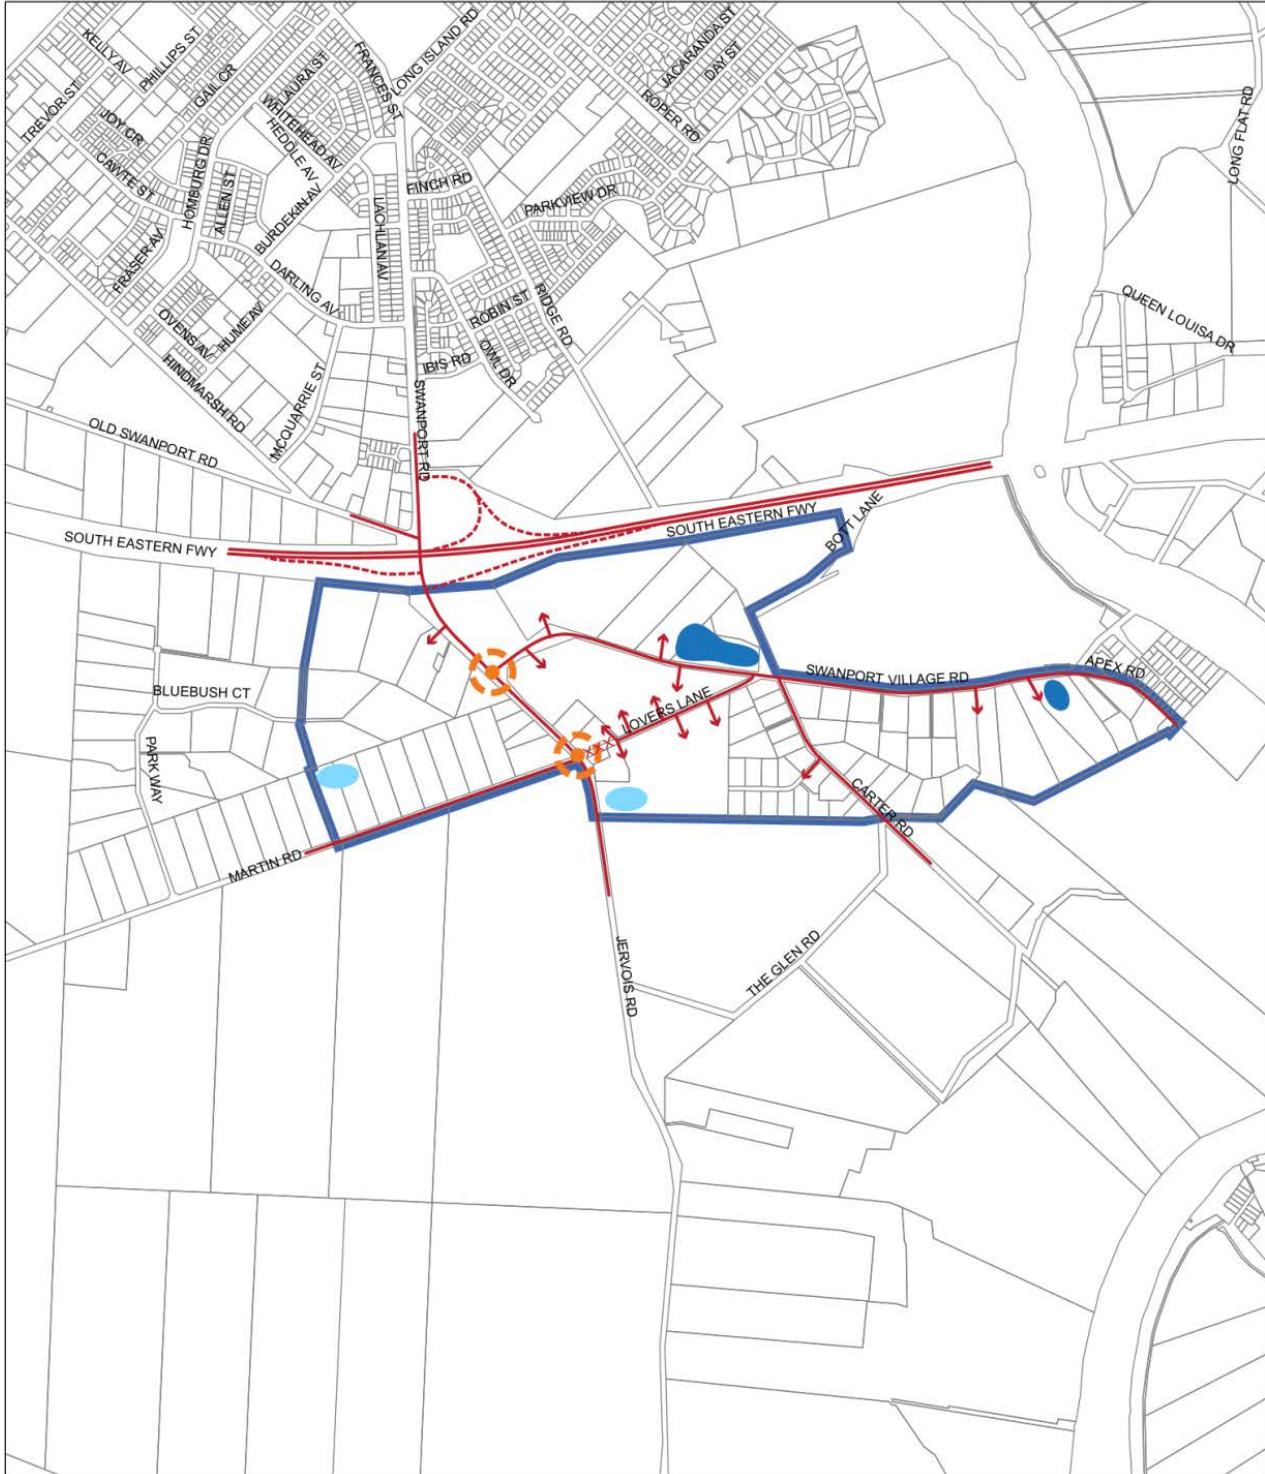 KELLY AV
PHILLIPS ST
FRANCES ST
LONG ISLAND RD
JACARANDA ST
DAY ST
TREVOR ST
GAIL CR
LAURA ST
WHITEHEAD AV
HEDDLE AV
ROPER RD
LONG FLAT RD
JOY CR
CAWTE ST
HOMBURG DR
ALLEN ST
BURDEKIN AV
LACHLAN AV
FINCH RD
PARKVIEW DR
FRASER AV
DARLING AV
OVENS AV
HUME AV
ROBIN ST
RIDGE RD
QUEEN LOUISA DR
HINDMARSH RD
MCQUARRIE ST
IBIS RD
OWL DR
SWANPORT RD
OLD SWANPORT RD
SOUTH EASTERN FWY
SOUTH EASTERN FWY
BOTT LANE
BLUEBUSH CT
SWANPORT VILLAGE RD
APEX RD
LOVERS LANE
XXX
PARK WAY
CARTER RD
MARTIN RD
JERVOIS RD
THE GLEN RD